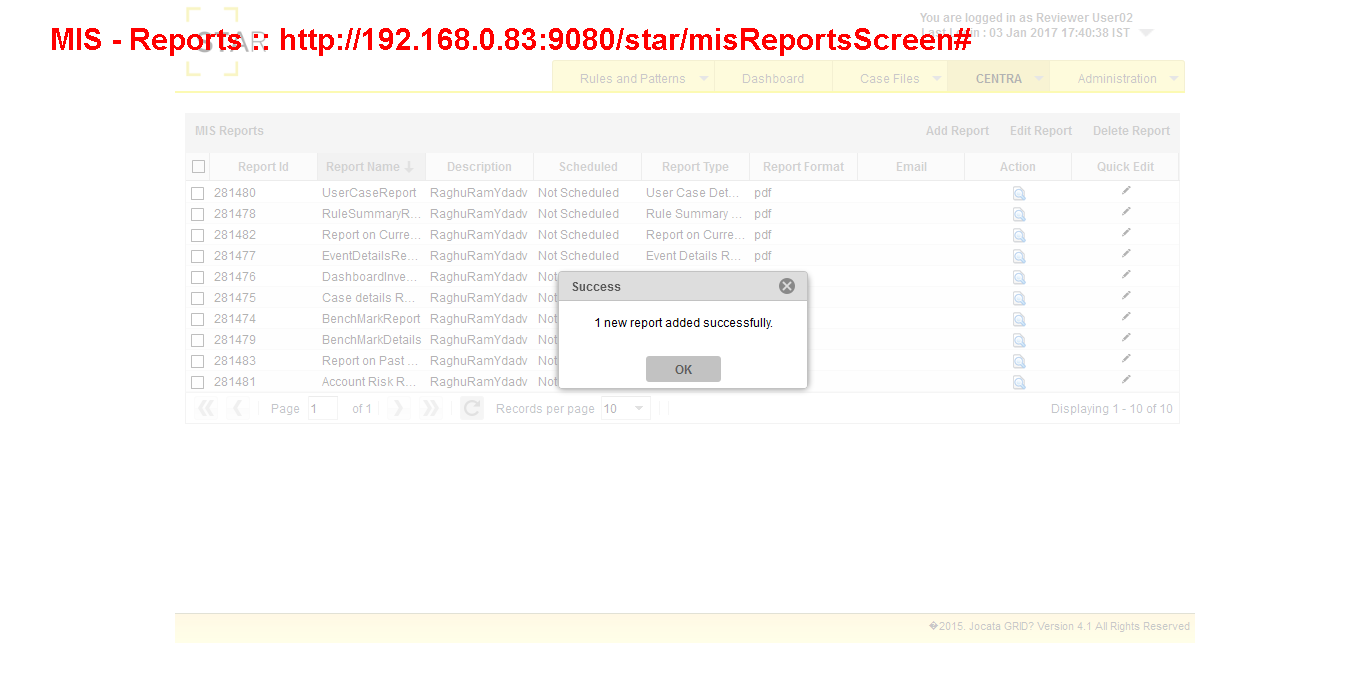 You are logged in as Reviewer User02
MIS - Reports :: http://192.168.0.83:9080/star/misReportsScreen#
STAR
Last Login : 03 Jan 2017 17:40:38 IST
Rules and Patterns Dashboard Case Files CENTRA Administration
MIS Reports Add Report Edit Report Delete Report
Report Id Report Name Description Scheduled Report Type Report Format Email Action Quick Edit
281480 UserCaseReport RaghuRamYdadv Not Scheduled User Case Det... pdf
281478 RuleSummaryR... RaghuRamYdadv Not Scheduled Rule Summary ... pdf
281482 Report on Curre... RaghuRamYdadv Not Scheduled Report on Curre... pdf
281477 EventDetailsRe... RaghuRamYdadv Not Scheduled Event Details R... pdf
281476 DashboardInve... RaghuRamYdadv Not
281475 Case details R... RaghuRamYdadv Not
281474 BenchMarkReport RaghuRamYdadv Not
281479 BenchMarkDetails RaghuRamYdadv Not
281483 Report on Past ... RaghuRamYdadv Not
281481 Account Risk R... RaghuRamYdadv Not
Success
1 new report added successfully.
OK
Page 1 of 1 Records per page 10 Displaying 1 - 10 of 10
�2015. Jocata GRID? Version 4.1 All Rights Reserved